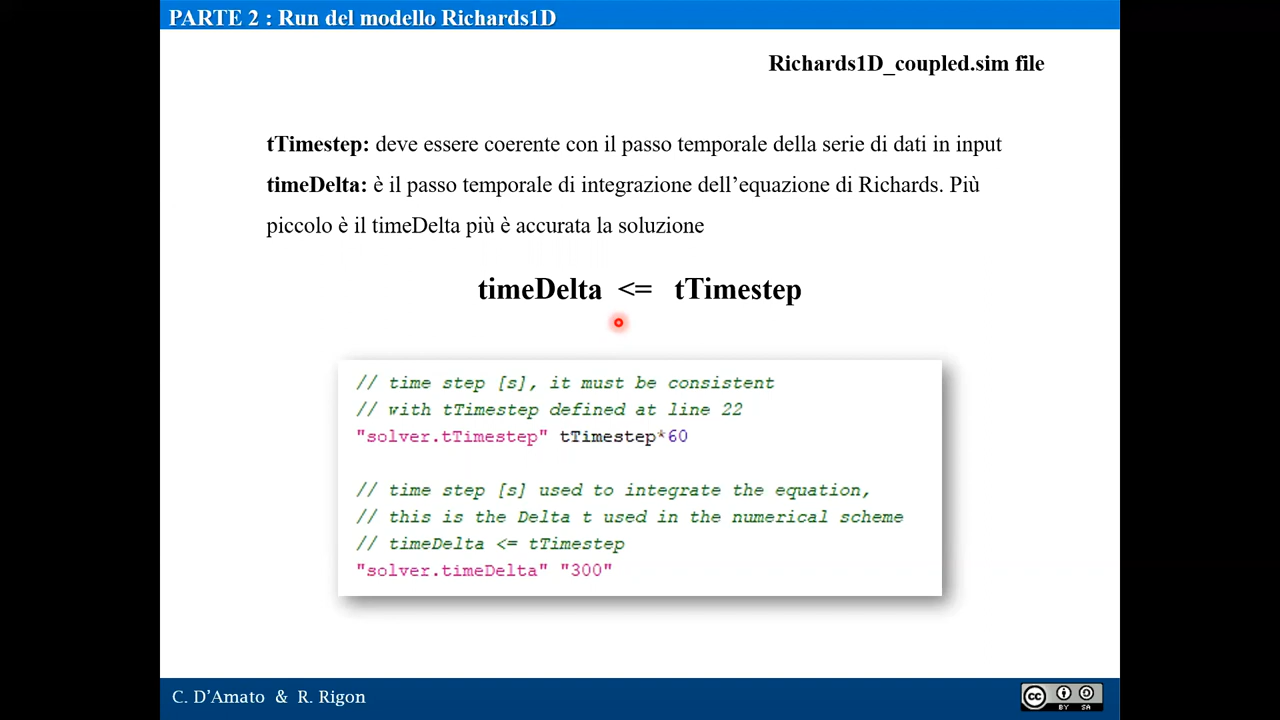 PARTE 2 : Run del modello Richards1D
Richards1D_coupled.sim file
tTimestep: deve essere coerente con il passo temporale della serie di dati in input
timeDelta: è il passo temporale di integrazione dell’equazione di Richards. Più
piccolo è il timeDelta più è accurata la soluzione
timeDelta <= tTimestep
// time step [s], it must be consistent
// with tTimestep defined at line 22
"solver.tTimestep" tTimestep*60
// time step [s] used to integrate the equation,
// this is the Delta t used in the numerical scheme
// timeDelta <= tTimestep
"solver.timeDelta" "300"
C. D’Amato & R. Rigon
cc BY SA